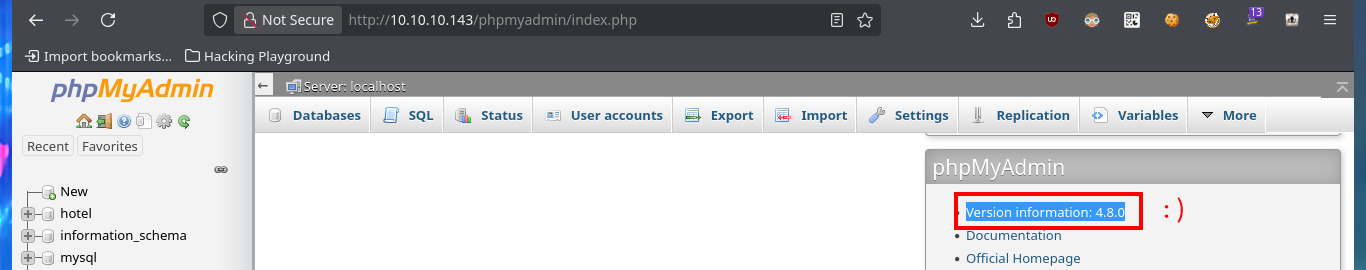 Not Secure http://10.10.10.143/phpmyadmin/index.php
13
Import bookmarks... Hacking Playground
phpMyAdmin
Server: localhost
Databases SQL Status User accounts Export Import Settings Replication Variables More
Recent Favorites
New
hotel
information_schema
mysql
phpMyAdmin
Version information: 4.8.0 :)
Documentation
Official Homepage